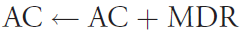 AC ← AC + MDR